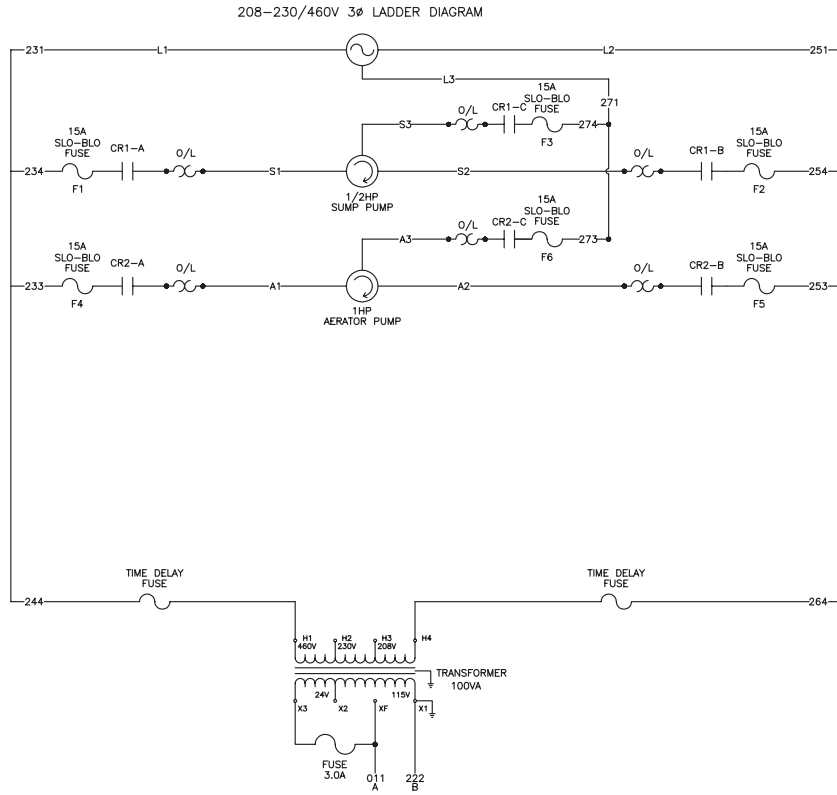 208-230/460V 3ø LADDER DIAGRAM
231
L1
L2
251
L3
271
15A
SLO-BLO
FUSE
F3
CR1-C
O/L
S3
274
15A
SLO-BLO
FUSE
F1
CR1-A
O/L
234
S1
1/2HP
SUMP PUMP
S2
O/L
CR1-B
15A
SLO-BLO
FUSE
F2
254
15A
SLO-BLO
FUSE
F6
CR2-C
O/L
A3
273
15A
SLO-BLO
FUSE
F4
CR2-A
O/L
233
A1
1HP
AERATOR PUMP
A2
O/L
CR2-B
15A
SLO-BLO
FUSE
F5
253
TIME DELAY
FUSE
244
TIME DELAY
FUSE
264
H1
460V
H2
230V
H3
208V
H4
TRANSFORMER
100VA
24V
115V
X3
X2
XF
X1
FUSE
3.0A
011
A
222
B